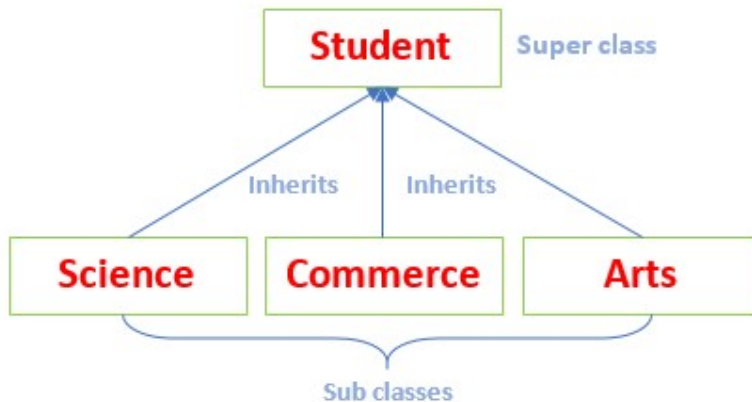 Student
Super class
Inherits
Inherits
Science
Commerce
Arts
Sub classes